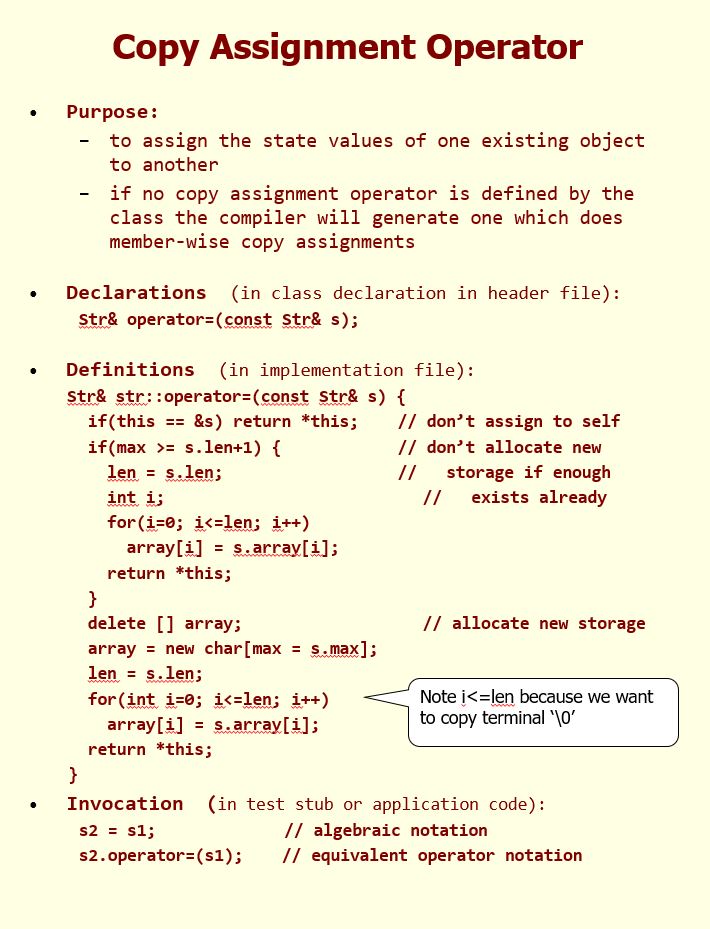 Copy Assignment Operator
• Purpose:
– to assign the state values of one existing object
to another
– if no copy assignment operator is defined by the
class the compiler will generate one which does
member-wise copy assignments
• Declarations (in class declaration in header file):
Str& operator=(const Str& s);
• Definitions (in implementation file):
Str& str::operator=(const Str& s) {
if(this == &s) return *this; // don’t assign to self
if(max >= s.len+1) { // don’t allocate new
len = s.len; // storage if enough
int i; // exists already
for(i=0; i<=len; i++)
array[i] = s.array[i];
return *this;
}
delete [] array; // allocate new storage
array = new char[max = s.max];
len = s.len;
for(int i=0; i<=len; i++)
array[i] = s.array[i];
return *this;
}
Note i<=len because we want
to copy terminal ‘\0’
• Invocation (in test stub or application code):
s2 = s1; // algebraic notation
s2.operator=(s1); // equivalent operator notation